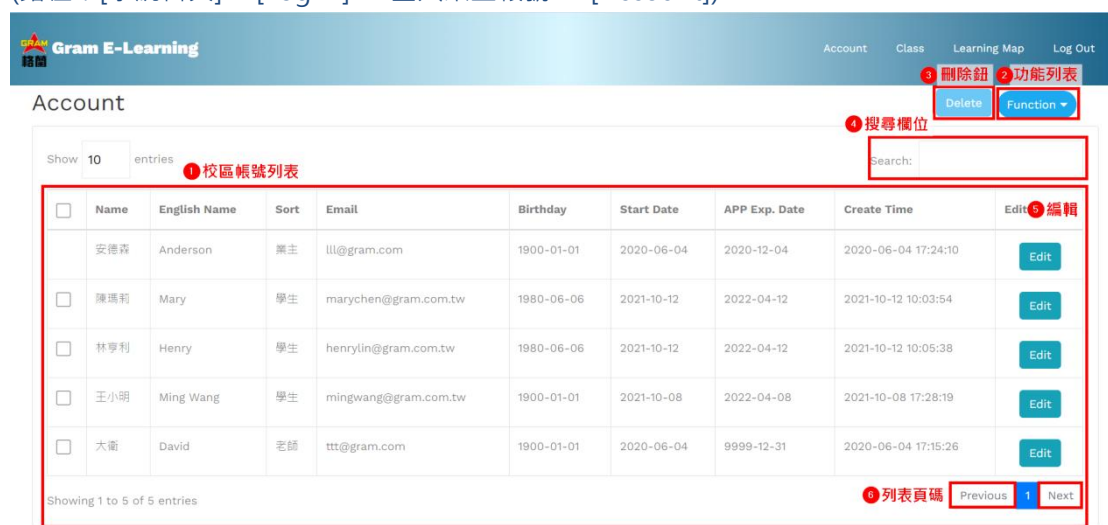 GRAM
格蘭
Gram E-Learning
Account Class Learning Map Log Out
3 刪除鈕 2 功能列表
Account
Delete Function
4 搜尋欄位
Show 10 entries
Search:
1 校區帳號列表
Name English Name Sort Email Birthday Start Date APP Exp. Date Create Time Edit 5 編輯
安德森 Anderson 業主 lll@gram.com 1900-01-01 2020-06-04 2020-12-04 2020-06-04 17:24:10 Edit
陳瑪莉 Mary 學生 marychen@gram.com.tw 1980-06-06 2021-10-12 2022-04-12 2021-10-12 10:03:54 Edit
林亨利 Henry 學生 henrylin@gram.com.tw 1980-06-06 2021-10-12 2022-04-12 2021-10-12 10:05:38 Edit
王小明 Ming Wang 學生 mingwang@gram.com.tw 1900-01-01 2021-10-08 2022-04-08 2021-10-08 17:28:19 Edit
大衛 David 老師 ttt@gram.com 1900-01-01 2020-06-04 9999-12-31 2020-06-04 17:15:26 Edit
Showing 1 to 5 of 5 entries
6 列表頁碼 Previous 1 Next